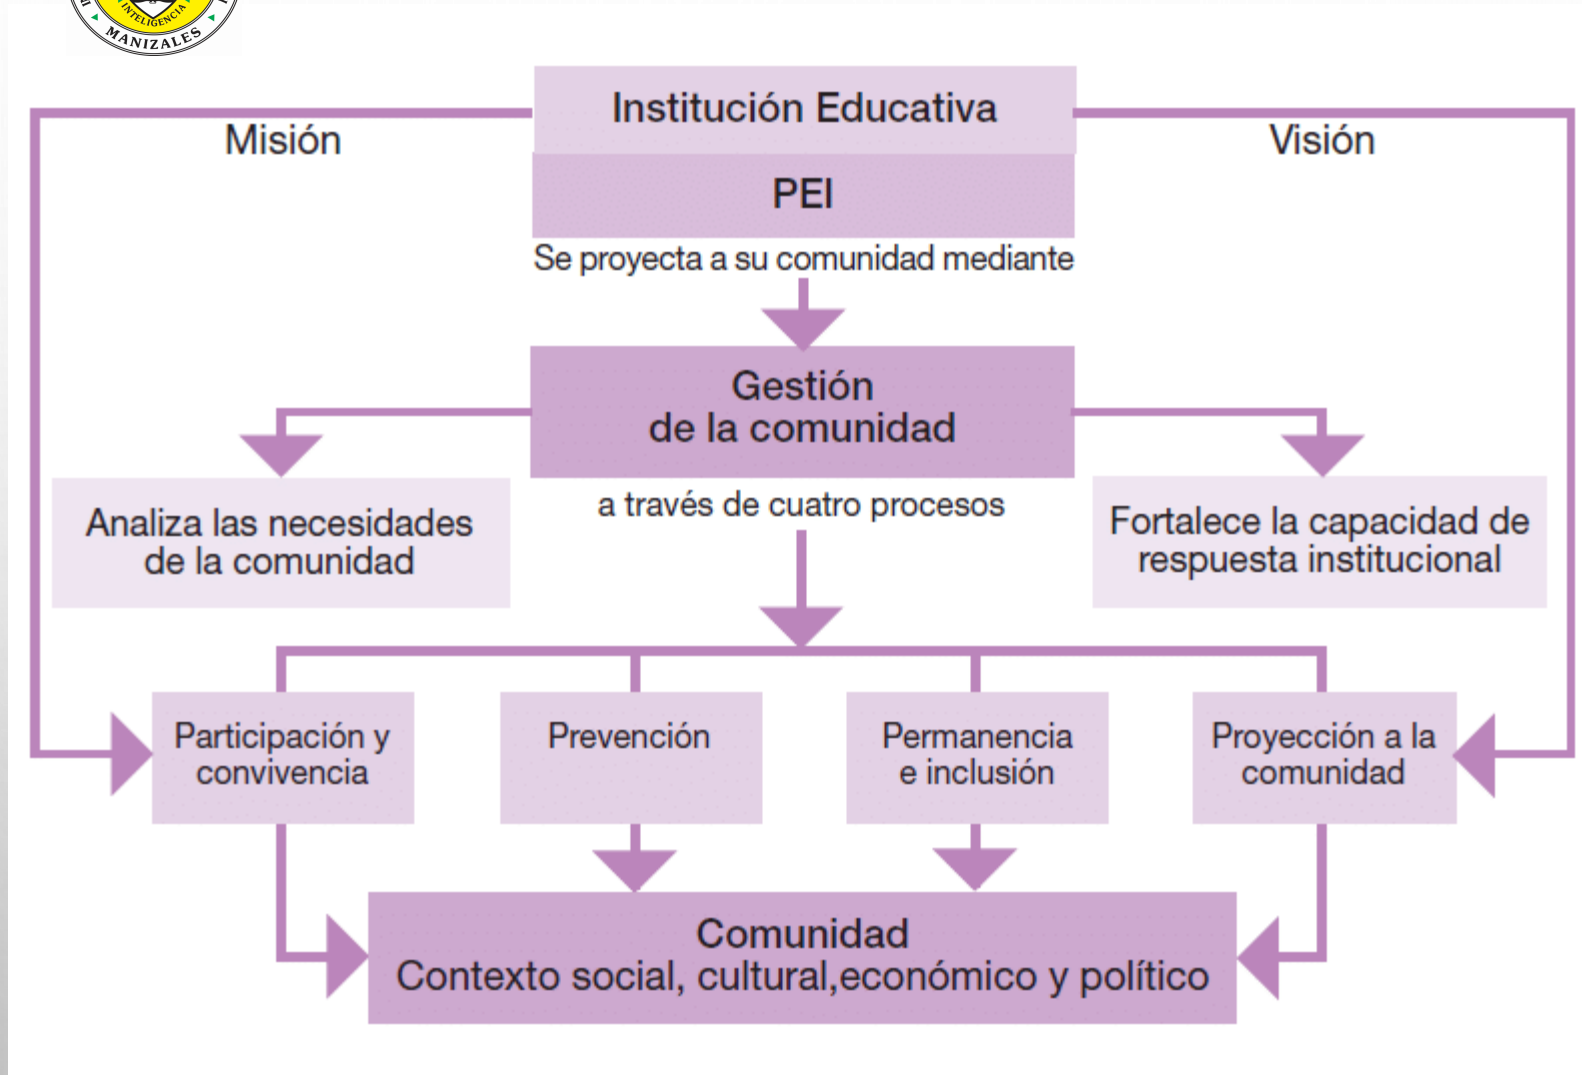 INTELIGENCIA
MANIZALES
Institución Educativa
Misión
Visión
PEI
Se proyecta a su comunidad mediante
Gestión
de la comunidad
a través de cuatro procesos
Analiza las necesidades
de la comunidad
Fortalece la capacidad de
respuesta institucional
Participación y
convivencia
Prevención
Permanencia
e inclusión
Proyección a la
comunidad
Comunidad
Contexto social, cultural,económico y político